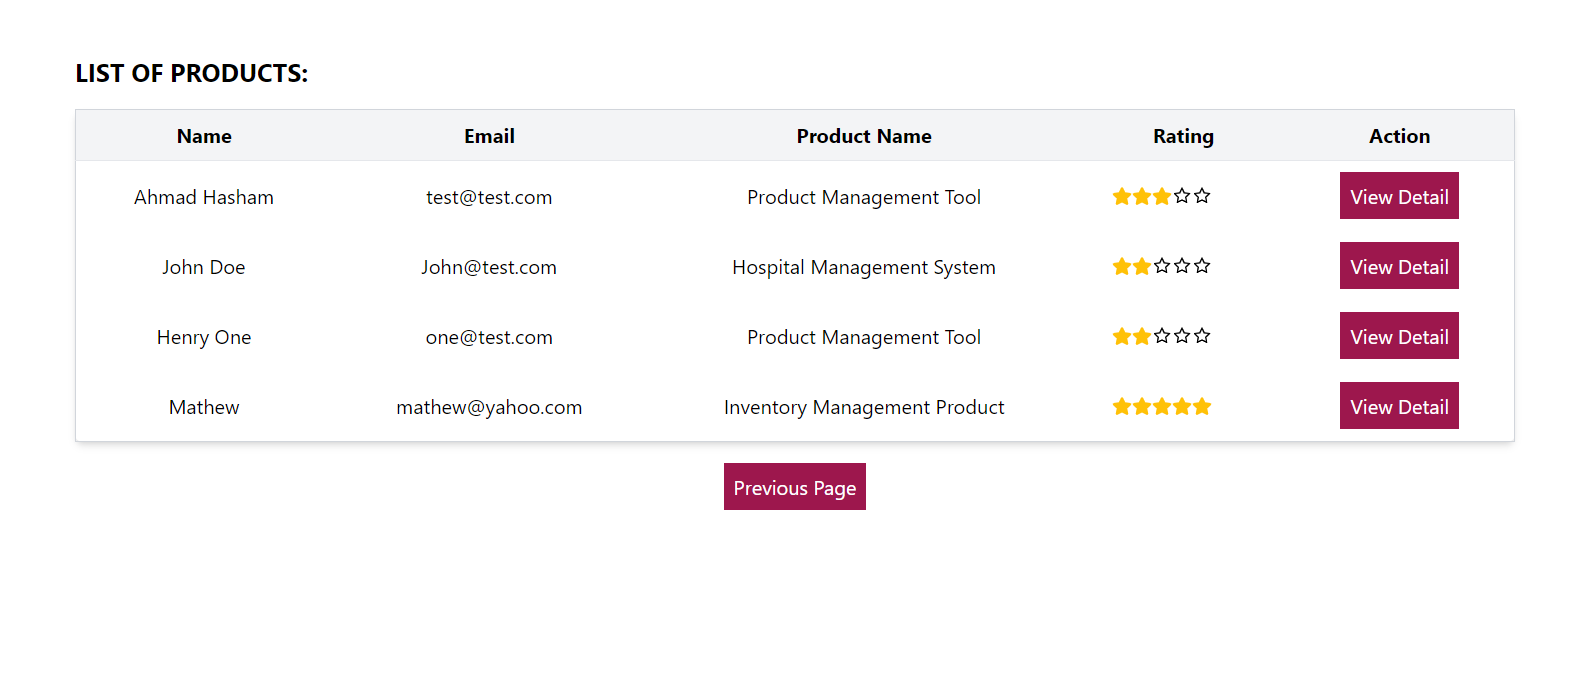 LIST OF PRODUCTS:
Name Email Product Name Rating Action
Ahmad Hasham test@test.com Product Management Tool View Detail
John Doe John@test.com Hospital Management System View Detail
Henry One one@test.com Product Management Tool View Detail
Mathew mathew@yahoo.com Inventory Management Product View Detail
Previous Page